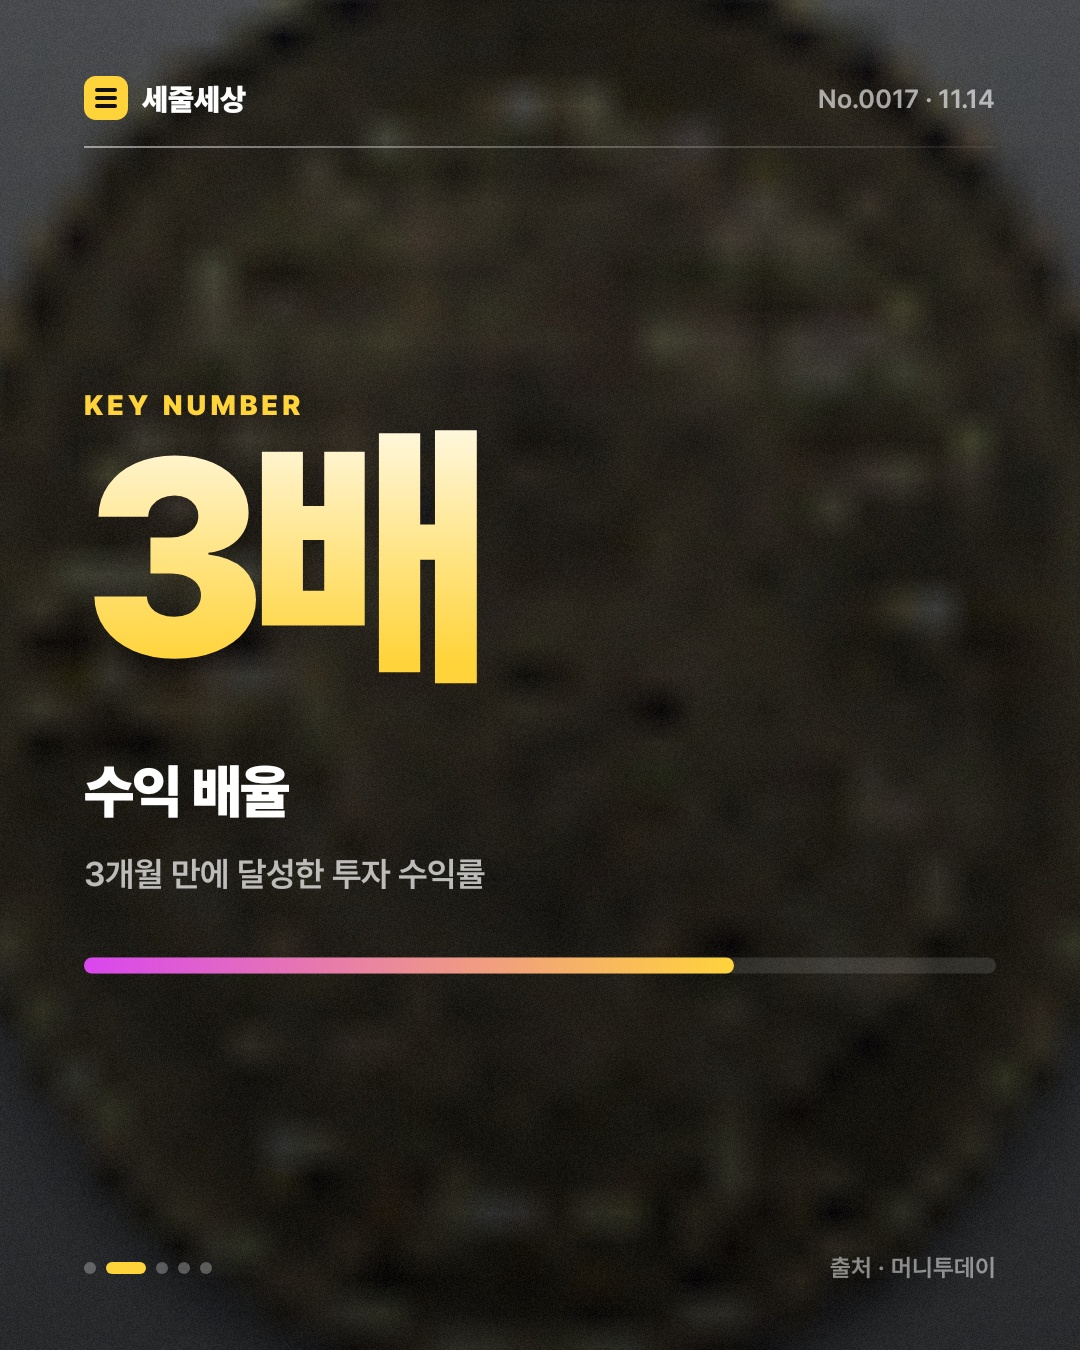 세줄세상
No.0017 · 11.14
KEY NUMBER
3배
수익 배율
3개월 만에 달성한 투자 수익률
출처 · 머니투데이